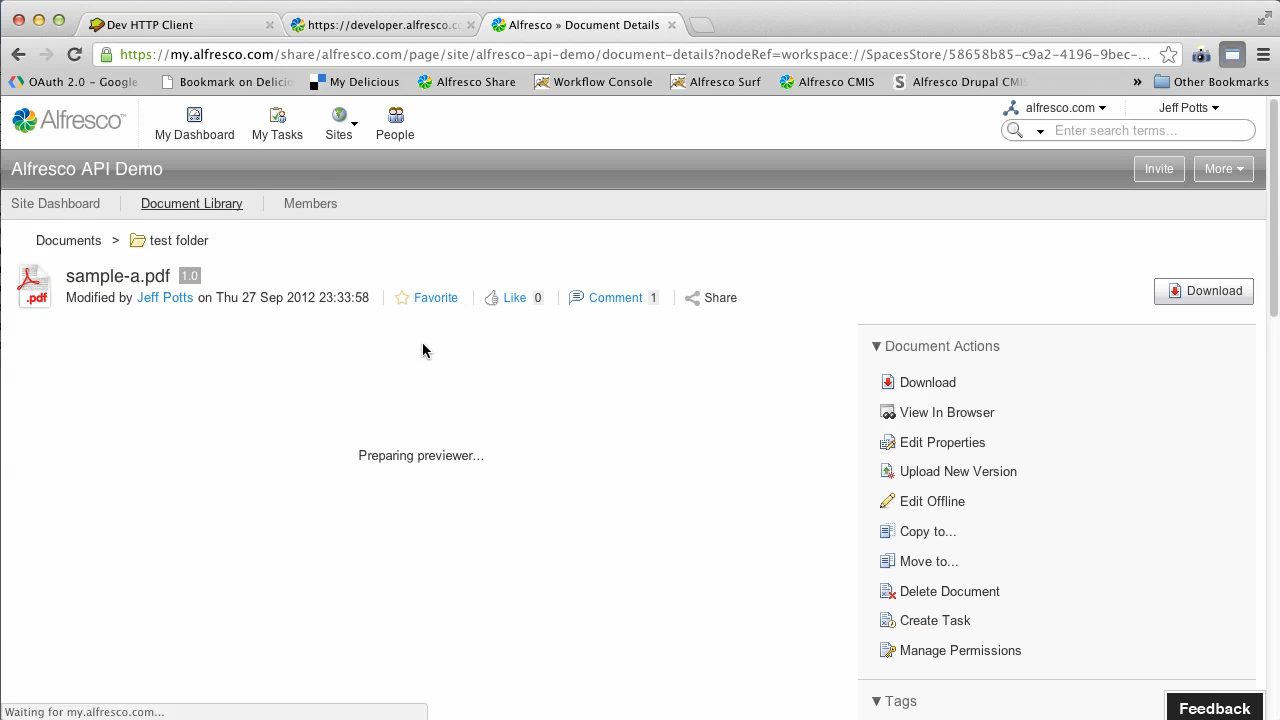 Dev HTTP Client
https://developer.alfresco.co
Alfresco » Document Details
https://my.alfresco.com/share/alfresco.com/page/site/alfresco-api-demo/document-details?nodeRef=workspace://SpacesStore/58658b85-c9a2-4196-9bec-...
OAuth 2.0 - Google
Bookmark on Delicio
My Delicious
Alfresco Share
Workflow Console
Alfresco Surf
Alfresco CMIS
Alfresco Drupal CMIS
»
Other Bookmarks
Alfresco™
My Dashboard
My Tasks
Sites
People
alfresco.com
Jeff Potts
Enter search terms...
Alfresco API Demo
Invite
More
Site Dashboard
Document Library
Members
Documents > test folder
sample-a.pdf 1.0
.pdf
Modified by Jeff Potts on Thu 27 Sep 2012 23:33:58
Favorite
Like 0
Comment 1
Share
Download
Preparing previewer...
Document Actions
Download
View In Browser
Edit Properties
Upload New Version
Edit Offline
Copy to...
Move to...
Delete Document
Create Task
Manage Permissions
Tags
Waiting for my.alfresco.com...
Feedback